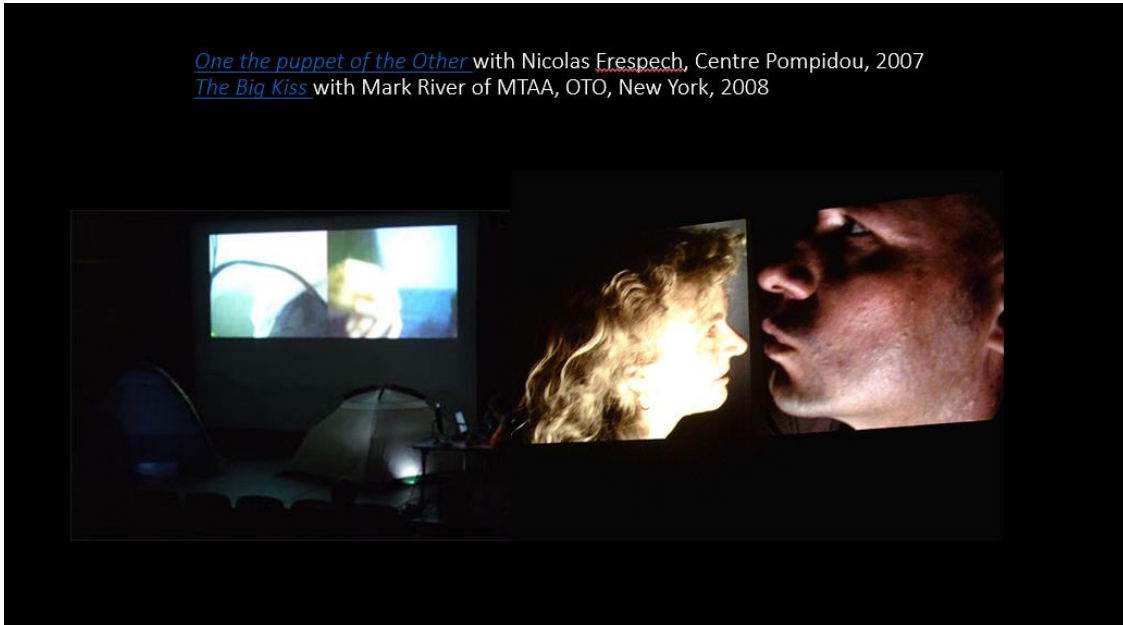 One the puppet of the Other with Nicolas Frespech, Centre Pompidou, 2007
The Big Kiss with Mark River of MTAA, OTO, New York, 2008